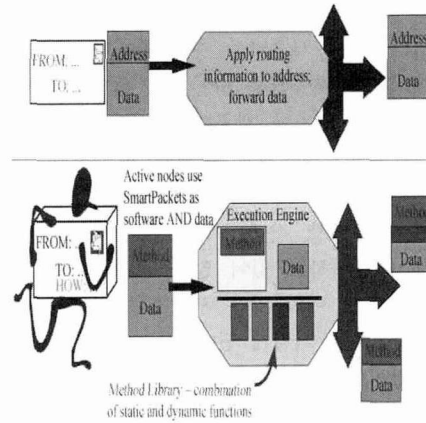 FROM: ...
TO: ...
Address
Data
Apply routing
information to address;
forward data
Address
Data
Active nodes use
SmartPackets as
software AND data
FROM: ...
TO: ..
HOW
Method
Data
Execution Engine
Method
Data
Method
Data
Method
Data
Method Library – combination
of static and dynamic functions